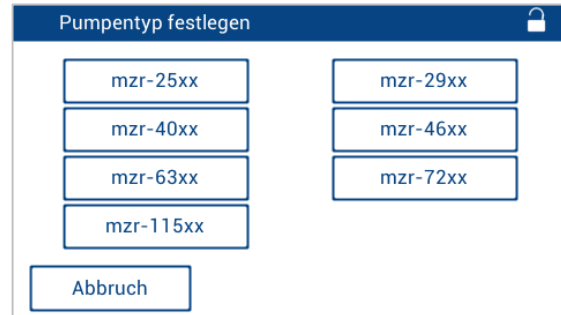 Pumpentyp festlegen
mzr-25xx mzr-29xx
mzr-40xx mzr-46xx
mzr-63xx mzr-72xx
mzr-115xx
Abbruch